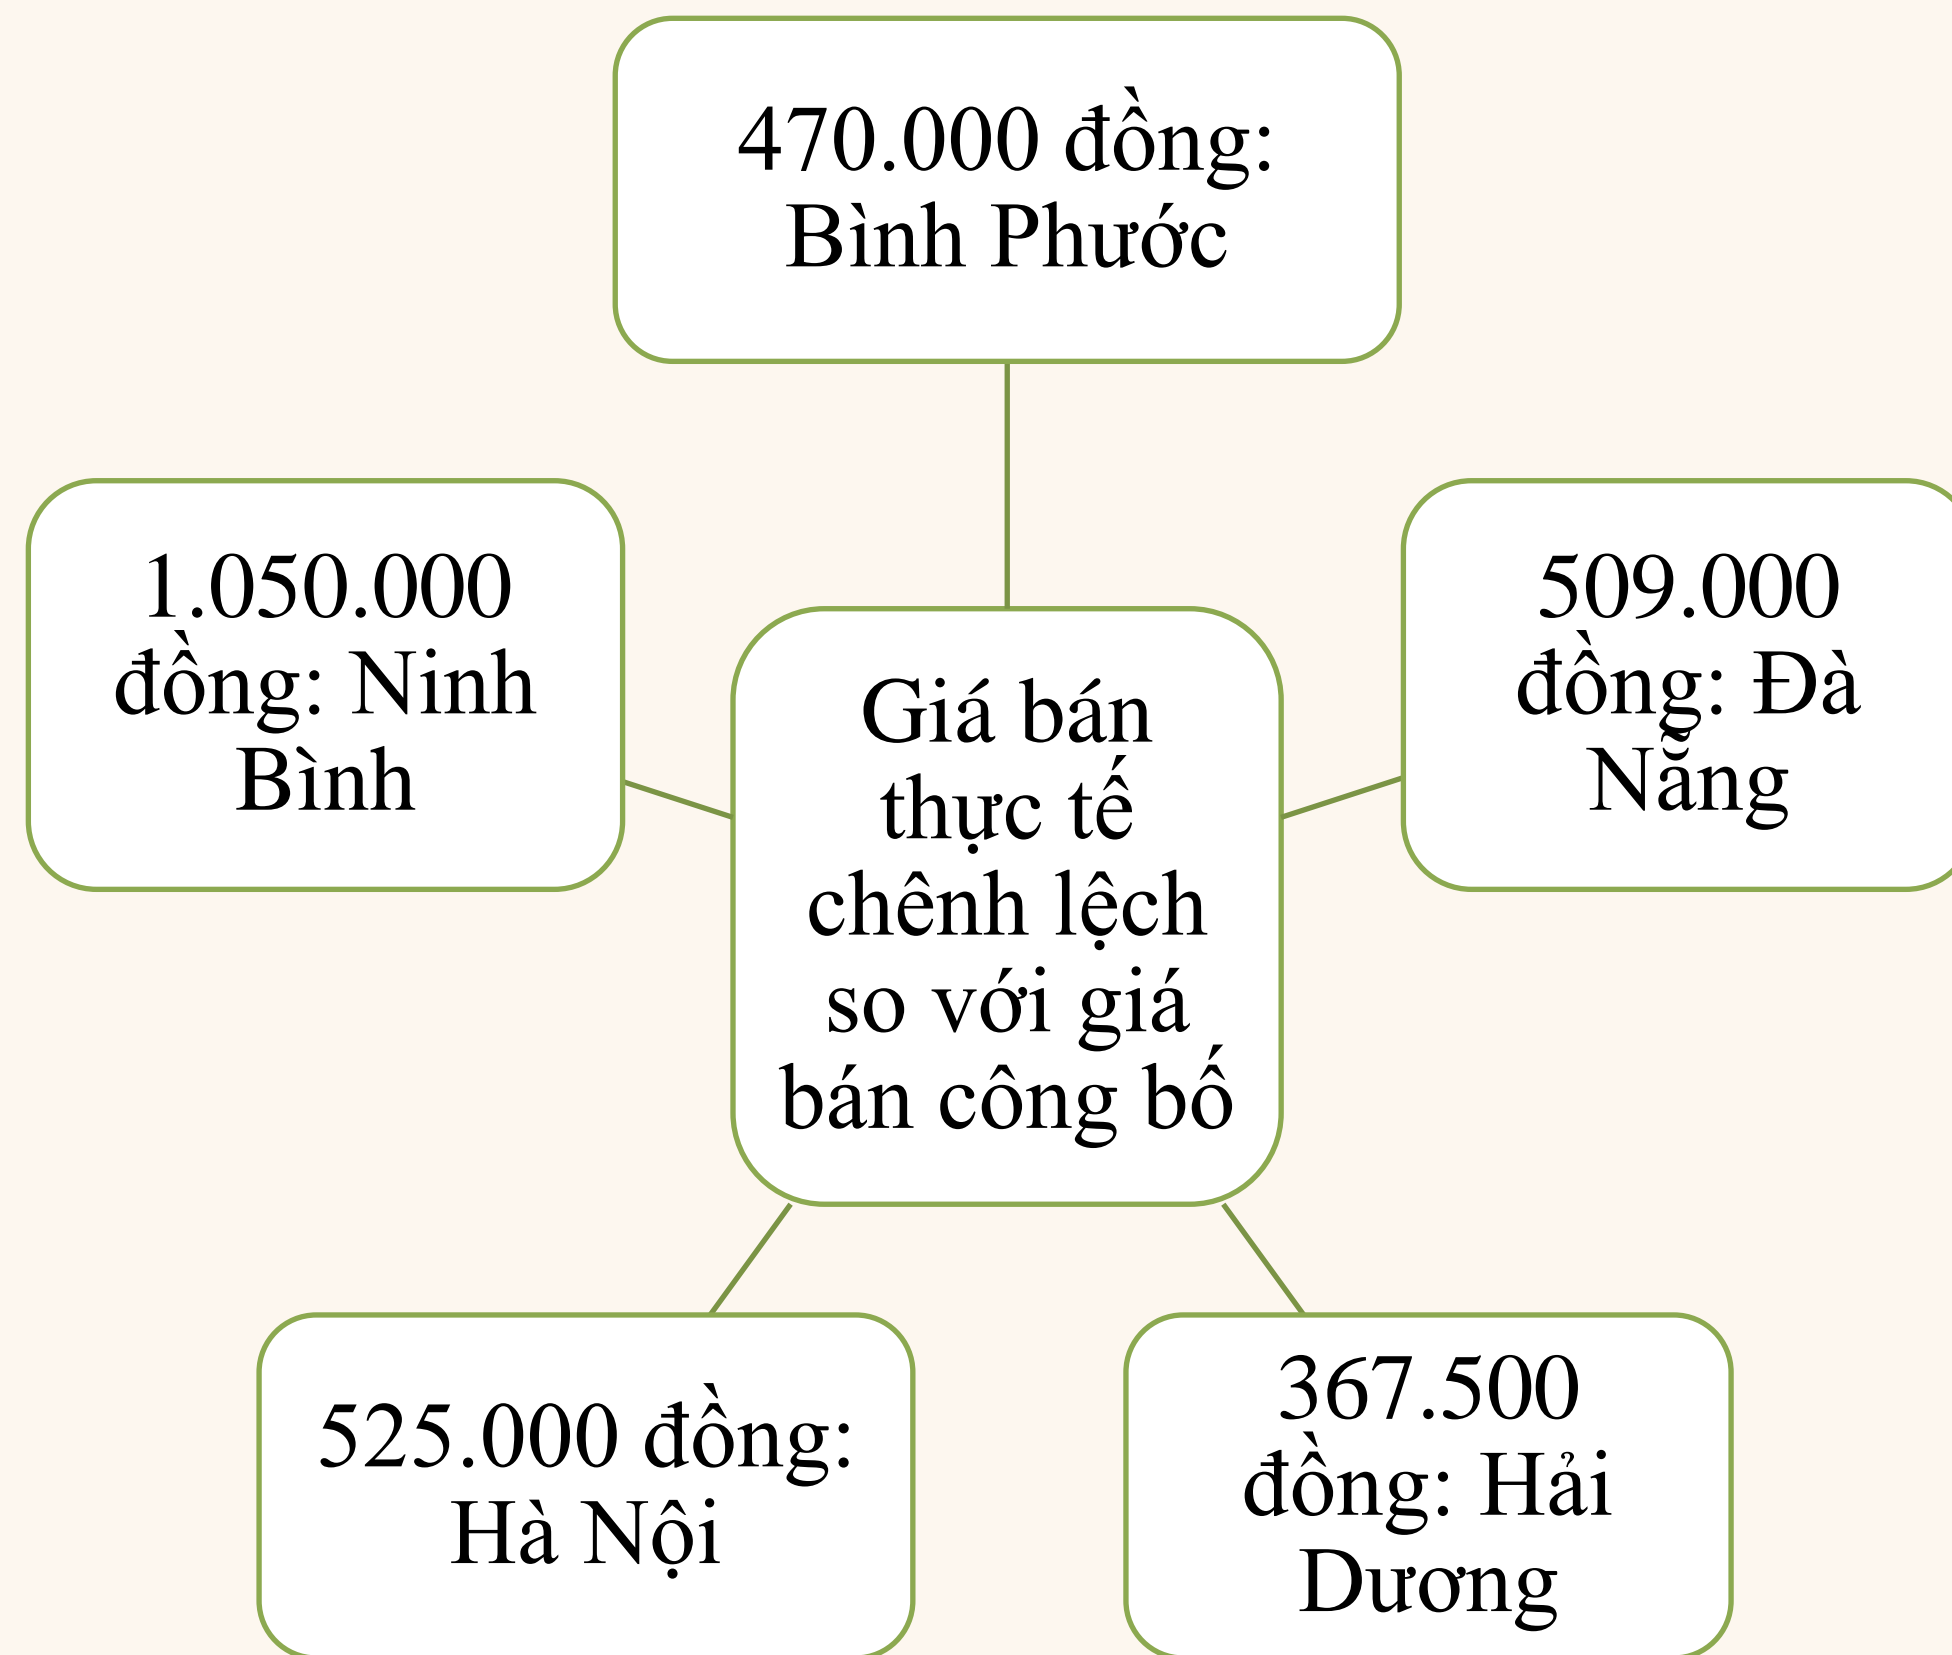 470.000 đồng:
Bình Phước
1.050.000
đồng: Ninh
Bình
509.000
đồng: Đà
Nẵng
Giá bán
thực tế
chênh lệch
so với giá
bán công bố
525.000 đồng:
Hà Nội
367.500
đồng: Hải
Dương